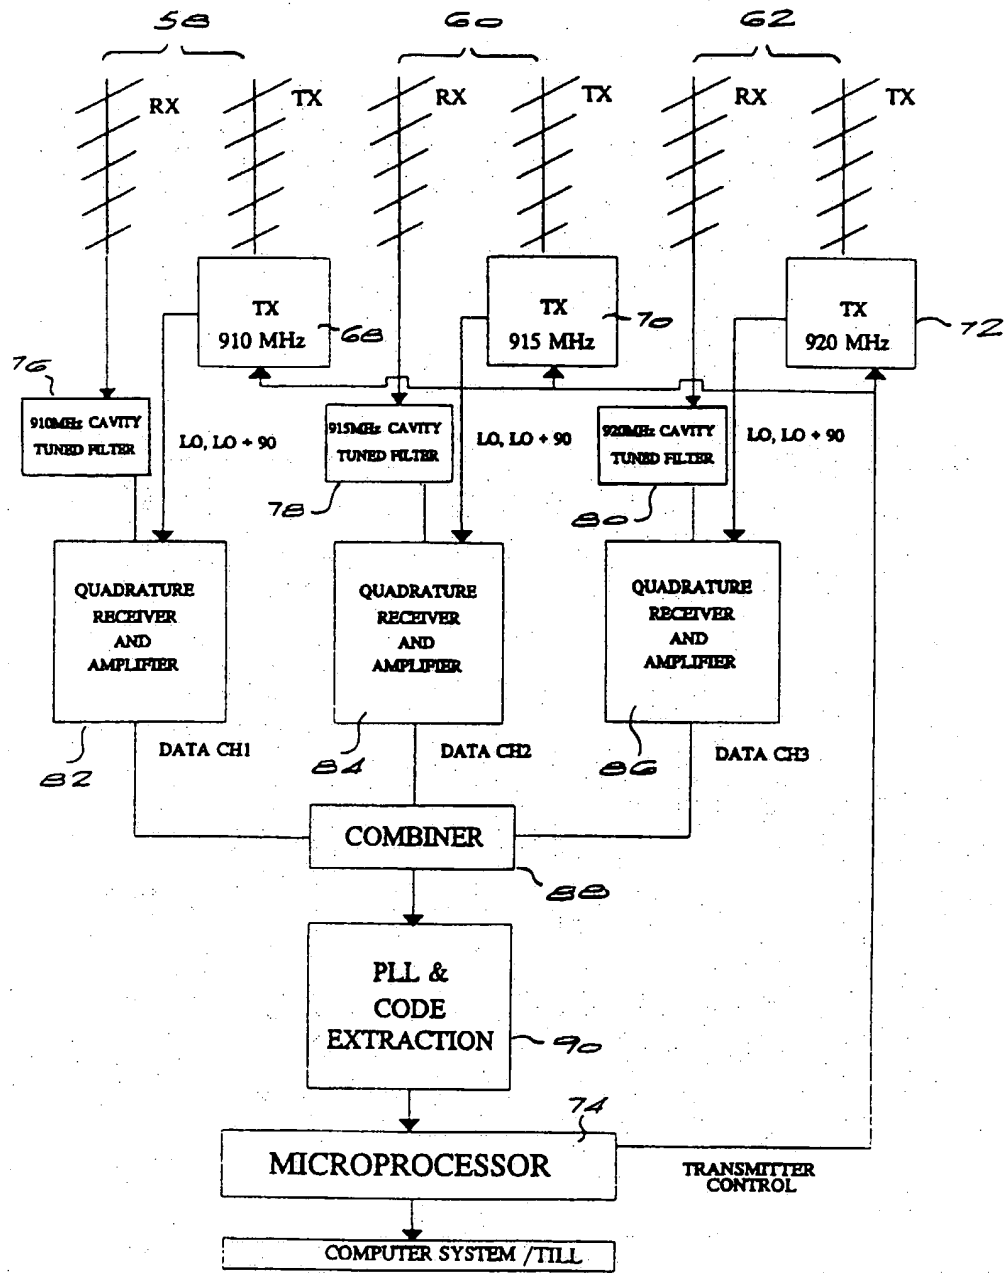 58
60
62
RX
TX
RX
TX
RX
TX
TX
910 MHz
68
TX
915 MHz
70
TX
920 MHz
72
76
910MHz CAVITY
TUNED FILTER
LO, LO + 90
915MHz CAVITY
TUNED FILTER
78
LO, LO + 90
920MHz CAVITY
TUNED FILTER
80
LO, LO + 90
QUADRATURE
RECEIVER
AND
AMPLIFIER
82
DATA CH1
QUADRATURE
RECEIVER
AND
AMPLIFIER
84
DATA CH2
QUADRATURE
RECEIVER
AND
AMPLIFIER
86
DATA CH3
COMBINER
88
PLL &
CODE
EXTRACTION
90
74
MICROPROCESSOR
TRANSMITTER
CONTROL
COMPUTER SYSTEM /TILL